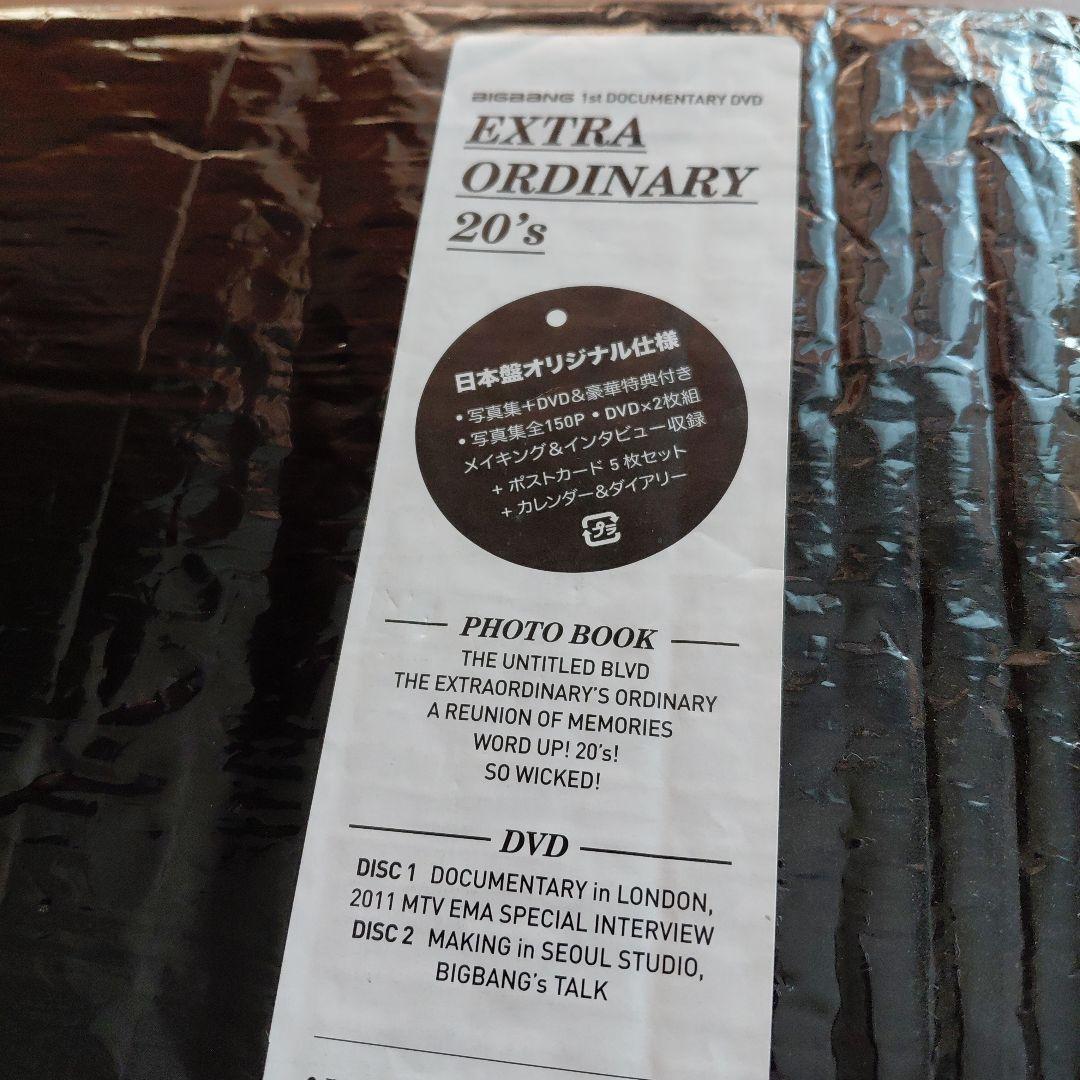 BIGBANG 1st DOCUMENTARY DVD
EXTRA
ORDINARY
20's
日本盤オリジナル仕様
• 写真集+DVD&豪華特典付き
• 写真集全150P • DVD×2枚組
メイキング&インタビュー収録
+ ポストカード 5 枚セット
+ カレンダー&ダイアリー
プラ
PHOTO BOOK
THE UNTITLED BLVD
THE EXTRAORDINARY'S ORDINARY
A REUNION OF MEMORIES
WORD UP! 20's!
SO WICKED!
DVD
DISC 1 DOCUMENTARY in LONDON,
2011 MTV EMA SPECIAL INTERVIEW
DISC 2 MAKING in SEOUL STUDIO,
BIGBANG's TALK